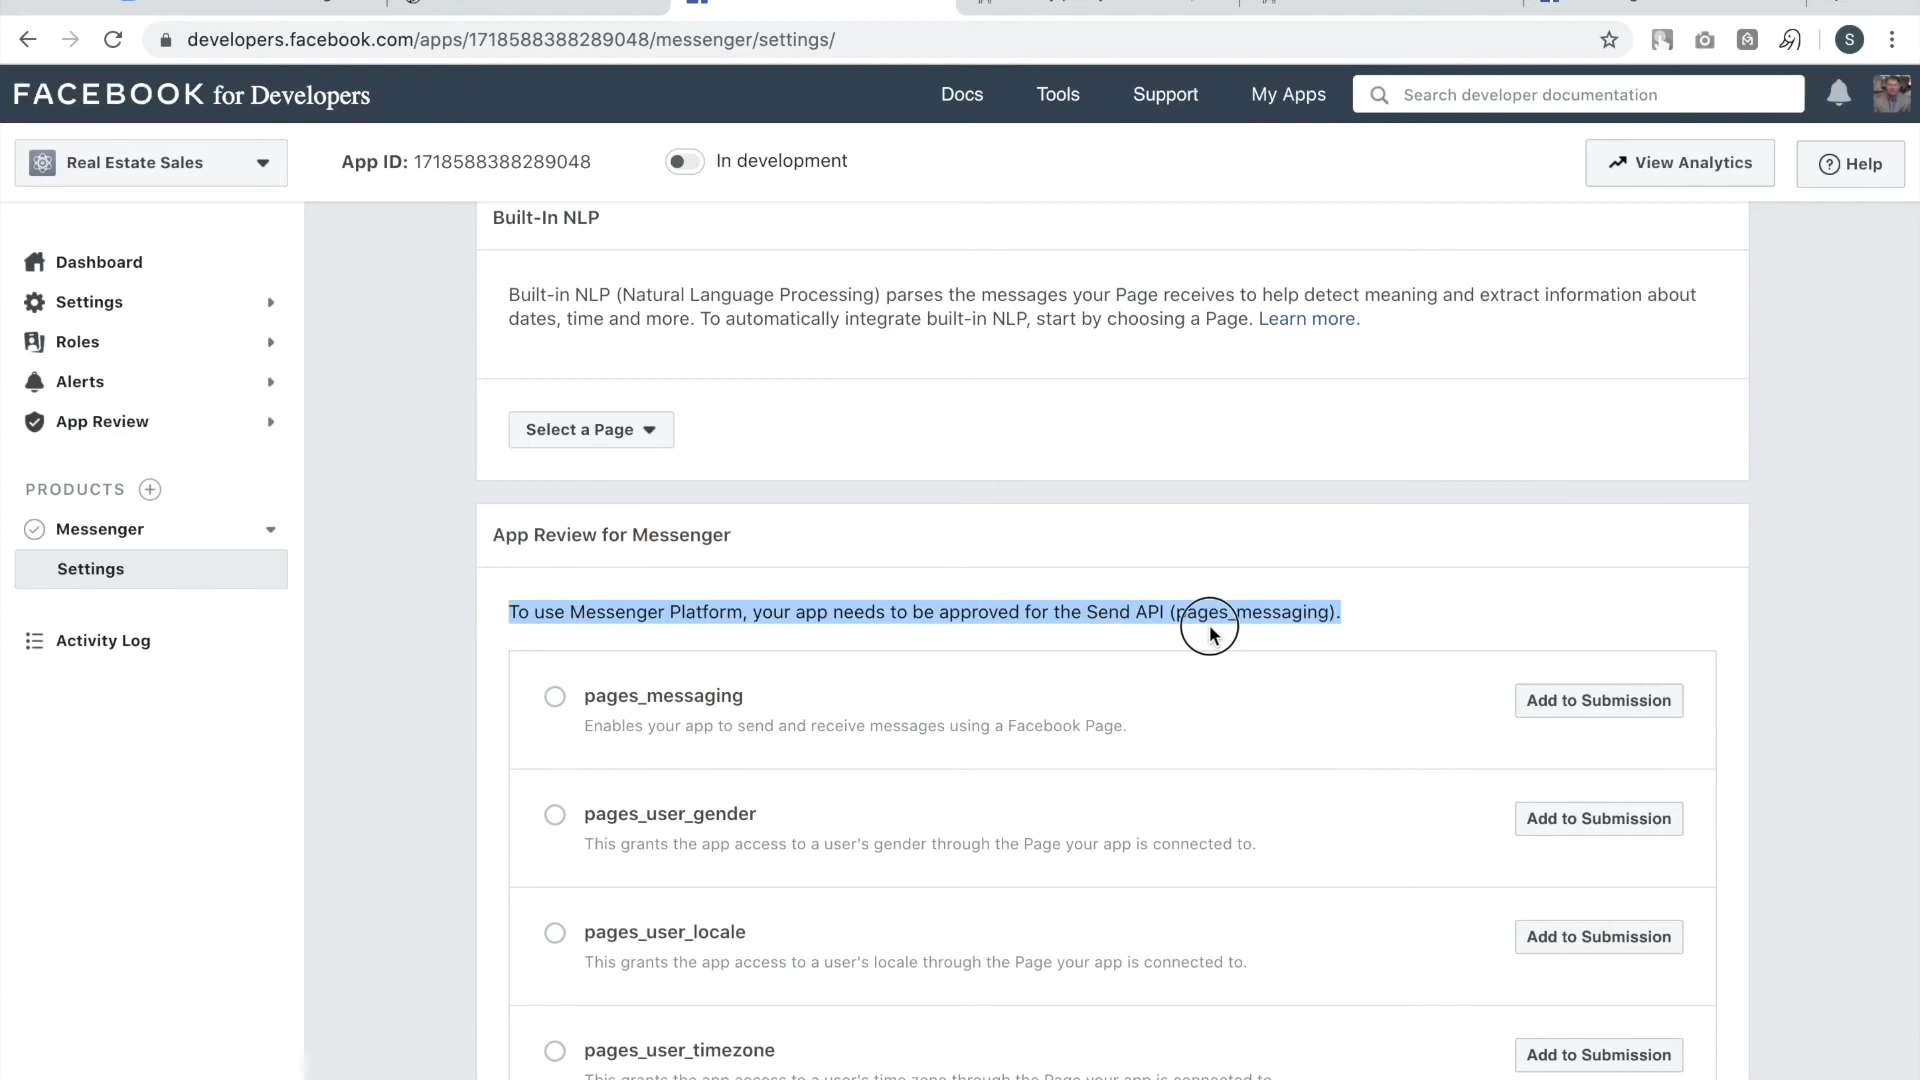 developers.facebook.com/apps/1718588388289048/messenger/settings/
S
FACEBOOK for Developers
Docs
Tools
Support
My Apps
Search developer documentation
Real Estate Sales
App ID: 1718588388289048
In development
View Analytics
Help
Dashboard
Settings
Roles
Alerts
App Review
PRODUCTS
Messenger
Settings
Activity Log
Built-In NLP
Built-in NLP (Natural Language Processing) parses the messages your Page receives to help detect meaning and extract information about
dates, time and more. To automatically integrate built-in NLP, start by choosing a Page. Learn more.
Select a Page
App Review for Messenger
To use Messenger Platform, your app needs to be approved for the Send API (pages_messaging).
pages_messaging
Add to Submission
Enables your app to send and receive messages using a Facebook Page.
pages_user_gender
Add to Submission
This grants the app access to a user's gender through the Page your app is connected to.
pages_user_locale
Add to Submission
This grants the app access to a user's locale through the Page your app is connected to.
pages_user_timezone
Add to Submission
This grants the app access to a user's time zone through the Page your app is connected to.